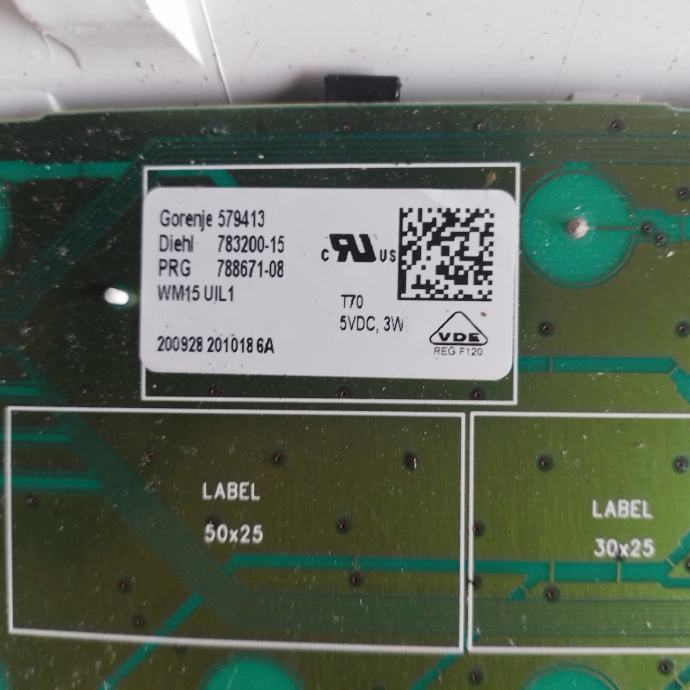 Gorenje 579413
Diehl 783200-15
PRG 788671-08
WM15 UIL1
c RU US
T70
5VDC, 3W
VDE
REG F120
200928 201018 6A
LABEL
50x25
LABEL
30x25